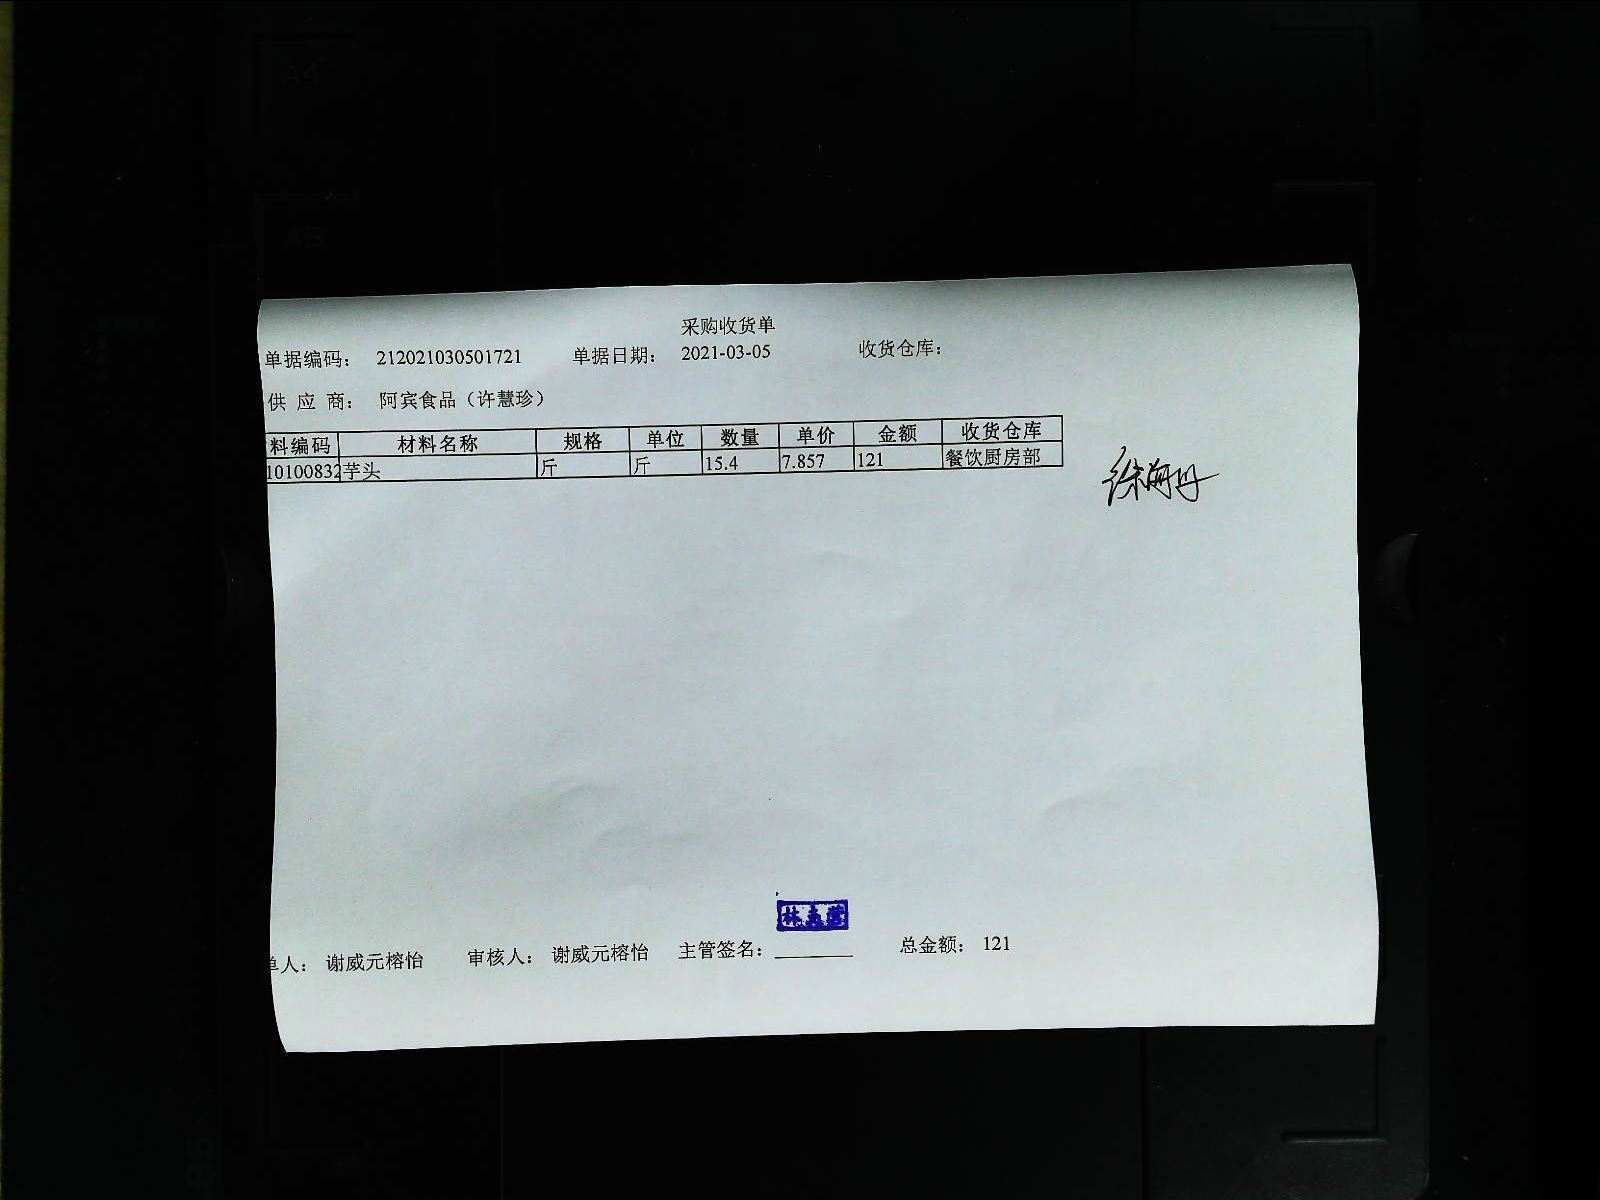 采购收货单
单据编码： 212021030501721 单据日期： 2021-03-05 收货仓库：
供 应 商： 阿宾食品（许慧珍）
料编码 材料名称 规格 单位 数量 单价 金额 收货仓库
10100832 芋头 斤 斤 15.4 7.857 121 餐饮厨房部
徐海丹
单人： 谢威元榕怡 审核人： 谢威元榕怡 主管签名： 总金额： 121